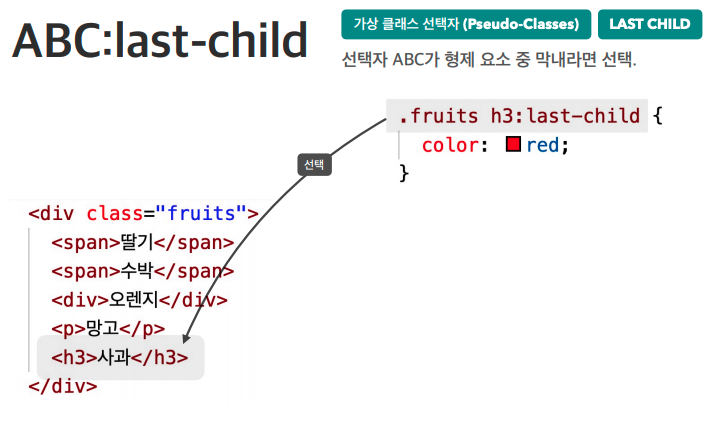 ABC:last-child
가상 클래스 선택자 (Pseudo-Classes)
LAST CHILD
선택자 ABC가 형제 요소 중 막내라면 선택.
.fruits h3:last-child {
color: red;
}
선택
<div class="fruits">
<span>딸기</span>
<span>수박</span>
<div>오렌지</div>
<p>망고</p>
<h3>사과</h3>
</div>